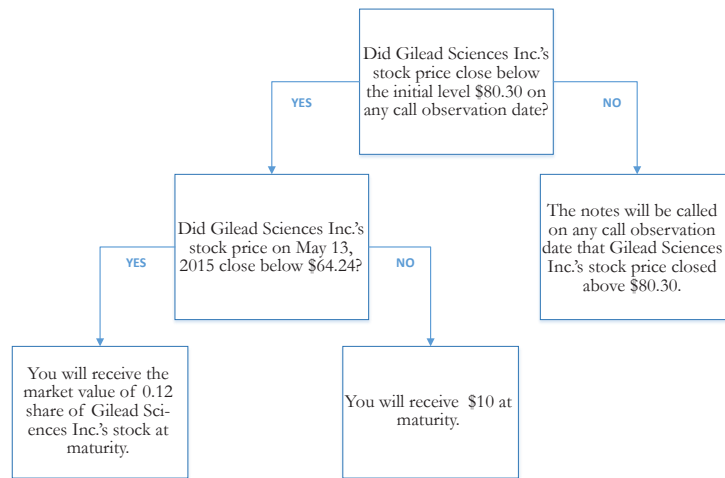 Did Gilead Sciences Inc.'s
stock price close below
the initial level $80.30 on
any call observation date?
YES
NO
Did Gilead Sciences Inc.'s
stock price on May 13,
2015 close below $64.24?
The notes will be called
on any call observation
date that Gilead Sciences
Inc.'s stock price closed
above $80.30.
YES
NO
You will receive the
market value of 0.12
share of Gilead Sci-
ences Inc.'s stock at
maturity.
You will receive $10 at
maturity.